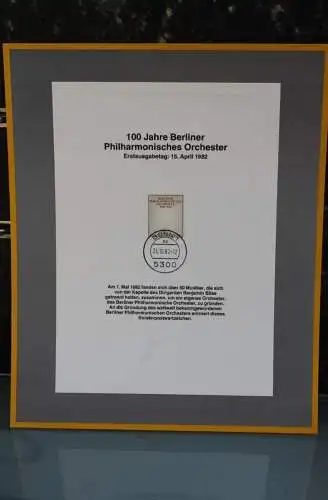 100 Jahre Berliner
Philharmonisches Orchester
Erstausgabetag: 15. April 1982
5300
Am 1. Mai 1882 fanden sich über 50 Musiker, die sich
von der Kapelle des Dirigenten Benjamin Bilse
getrennt hatten, zusammen, um ein eigenes Orchester,
das Berliner Philharmonische Orchester, zu gründen.
An die Gründung des weltweit bekanntgewordenen
Berliner Philharmonischen Orchesters erinnert dieses
Sonderpostwertzeichen.